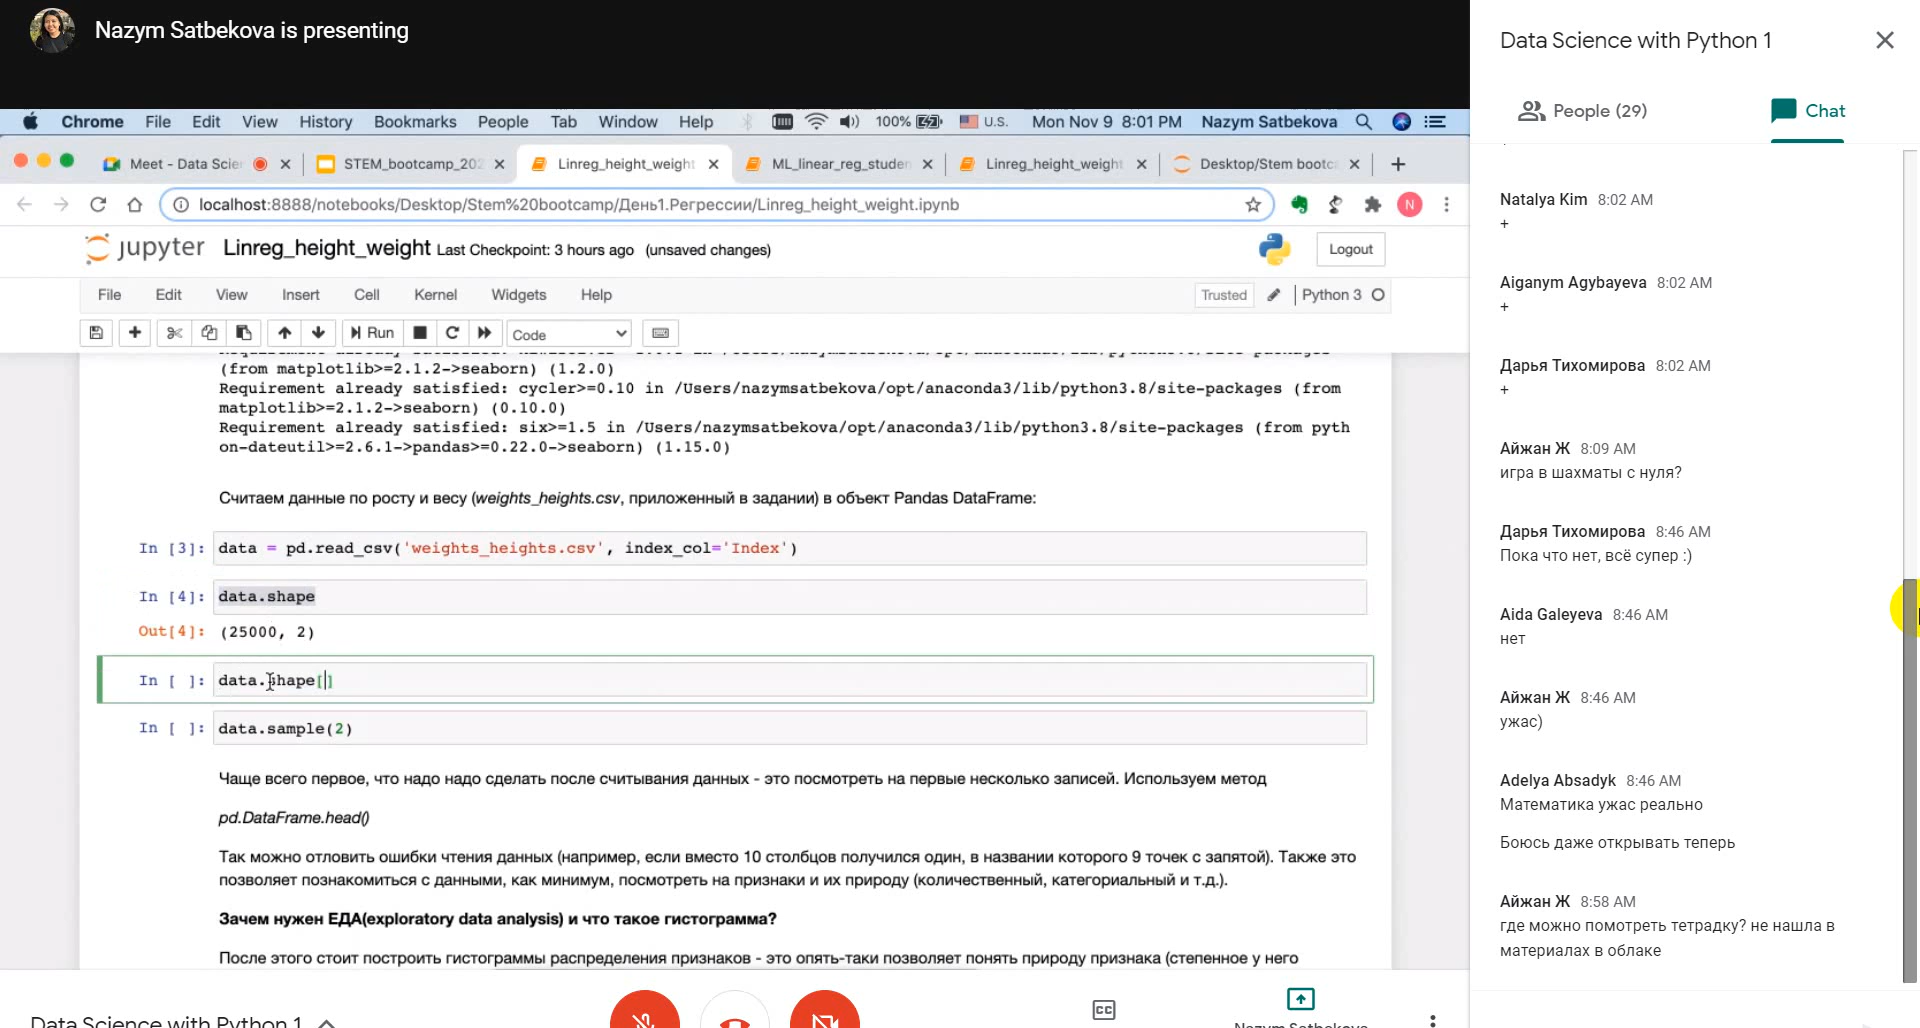 Nazym Satbekova is presenting
Chrome File Edit View History Bookmarks People Tab Window Help 100% U.S. Mon Nov 9 8:01 PM Nazym Satbekova
Meet - Data Scie
STEM_bootcamp_202
Linreg_height_weight
ML_linear_reg_studen
Linreg_height_weight
Desktop/Stem bootca
localhost:8888/notebooks/Desktop/Stem%20bootcamp/День1.Регрессии/Linreg_height_weight.ipynb
N
jupyter Linreg_height_weight Last Checkpoint: 3 hours ago (unsaved changes)
Logout
File Edit View Insert Cell Kernel Widgets Help
Trusted
Python 3
Run
Code
(from matplotlib>=2.1.2->seaborn) (1.2.0)
Requirement already satisfied: cycler>=0.10 in /Users/nazymsatbekova/opt/anaconda3/lib/python3.8/site-packages (from
matplotlib>=2.1.2->seaborn) (0.10.0)
Requirement already satisfied: six>=1.5 in /Users/nazymsatbekova/opt/anaconda3/lib/python3.8/site-packages (from pyth
on-dateutil>=2.6.1->pandas>=0.22.0->seaborn) (1.15.0)
Считаем данные по росту и весу (weights_heights.csv, приложенный в задании) в объект Pandas DataFrame:
In [3]: data = pd.read_csv('weights_heights.csv', index_col='Index')
In [4]: data.shape
Out[4]: (25000, 2)
In [ ]: data.shape[]
In [ ]: data.sample(2)
Чаще всего первое, что надо надо сделать после считывания данных - это посмотреть на первые несколько записей. Используем метод
pd.DataFrame.head()
Так можно отловить ошибки чтения данных (например, если вместо 10 столбцов получился один, в названии которого 9 точек с запятой). Также это
позволяет познакомиться с данными, как минимум, посмотреть на признаки и их природу (количественный, категориальный и т.д.).
Зачем нужен ЕДА(exploratory data analysis) и что такое гистограмма?
После этого стоит построить гистограммы распределения признаков - это опять-таки позволяет понять природу признака (степенное у него
Data Science with Python 1
CC
Nazym Satbekova
Data Science with Python 1
People (29)
Chat
Natalya Kim 8:02 AM
+
Aiganym Agybayeva 8:02 AM
+
Дарья Тихомирова 8:02 AM
+
Айжан Ж 8:09 AM
игра в шахматы с нуля?
Дарья Тихомирова 8:46 AM
Пока что нет, всё супер :)
Aida Galeyeva 8:46 AM
нет
Айжан Ж 8:46 AM
ужас)
Adelya Absadyk 8:46 AM
Математика ужас реально
Боюсь даже открывать теперь
Айжан Ж 8:58 AM
где можно помотреть тетрадку? не нашла в
материалах в облаке